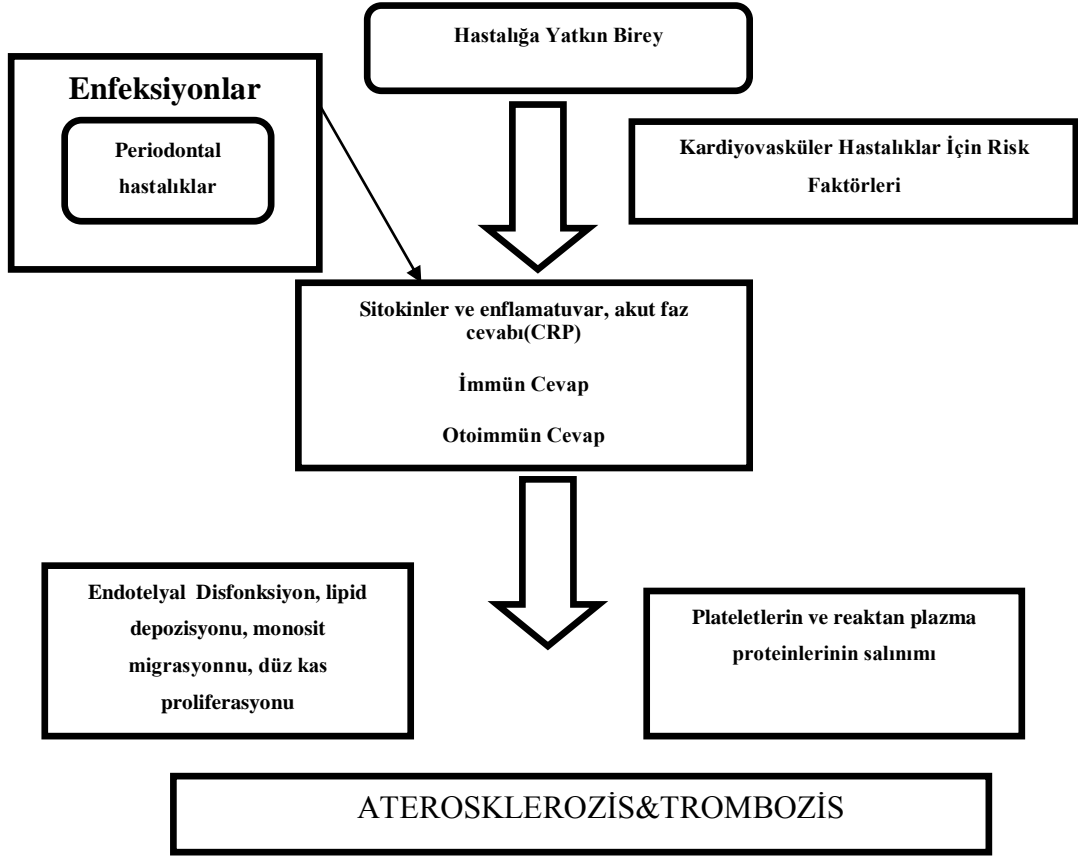 Hastalığa Yatkın Birey
Enfeksiyonlar
Periodontal
hastalıklar
Kardiyovasküler Hastalıklar İçin Risk
Faktörleri
Sitokinler ve enflamatuvar, akut faz
cevabı(CRP)
İmmün Cevap
Otoimmün Cevap
Endotelyal Disfonksiyon, lipid
depozisyonu, monosit
migrasyonnu, düz kas
proliferasyonu
Plateletlerin ve reaktan plazma
proteinlerinin salınımı
ATEROSKLEROZİS&TROMBOZİS